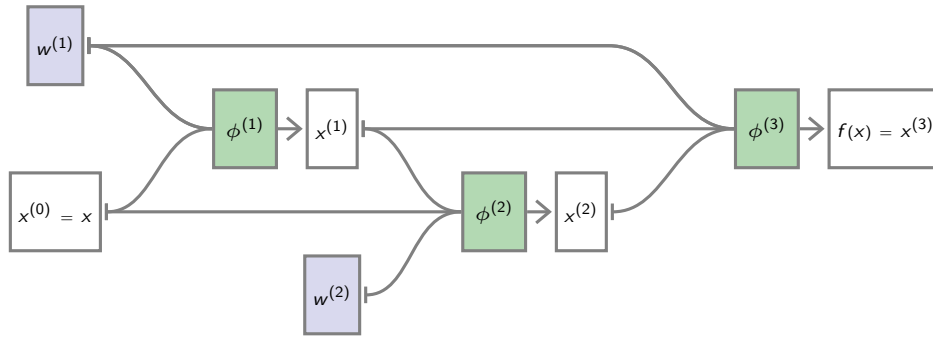 w⁽¹⁾
ϕ⁽¹⁾
x⁽¹⁾
ϕ⁽³⁾
f(x) = x⁽³⁾
x⁽⁰⁾ = x
ϕ⁽²⁾
x⁽²⁾
w⁽²⁾